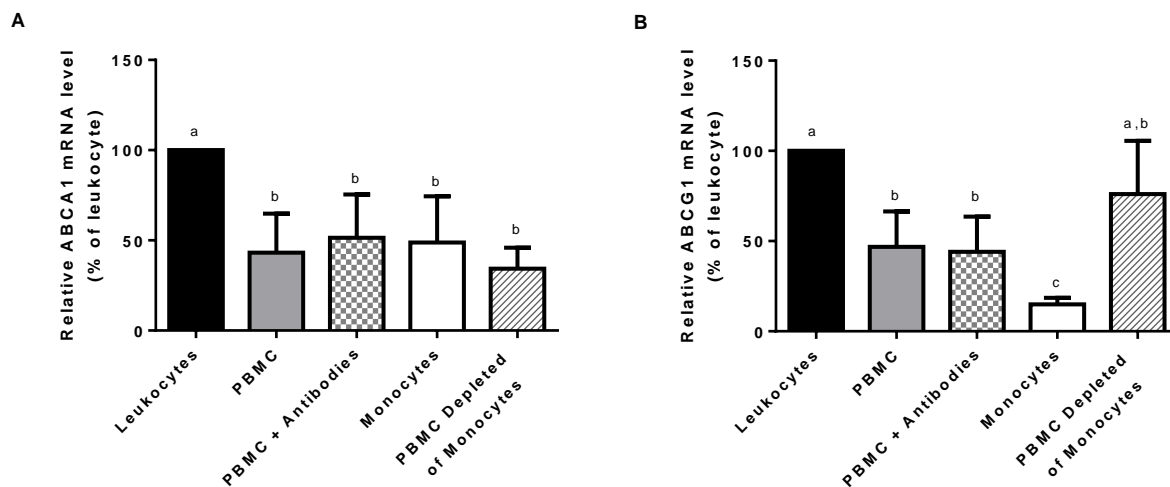 A
Relative ABCA1 mRNA level
(% of leukocyte)
150
100
50
0
a
b
b
b
b
Leukocytes
PBMC
PBMC + Antibodies
Monocytes
PBMC Depleted
of Monocytes
B
Relative ABCG1 mRNA level
(% of leukocyte)
150
100
50
0
a
b
b
c
a,b
Leukocytes
PBMC
PBMC + Antibodies
Monocytes
PBMC Depleted
of Monocytes